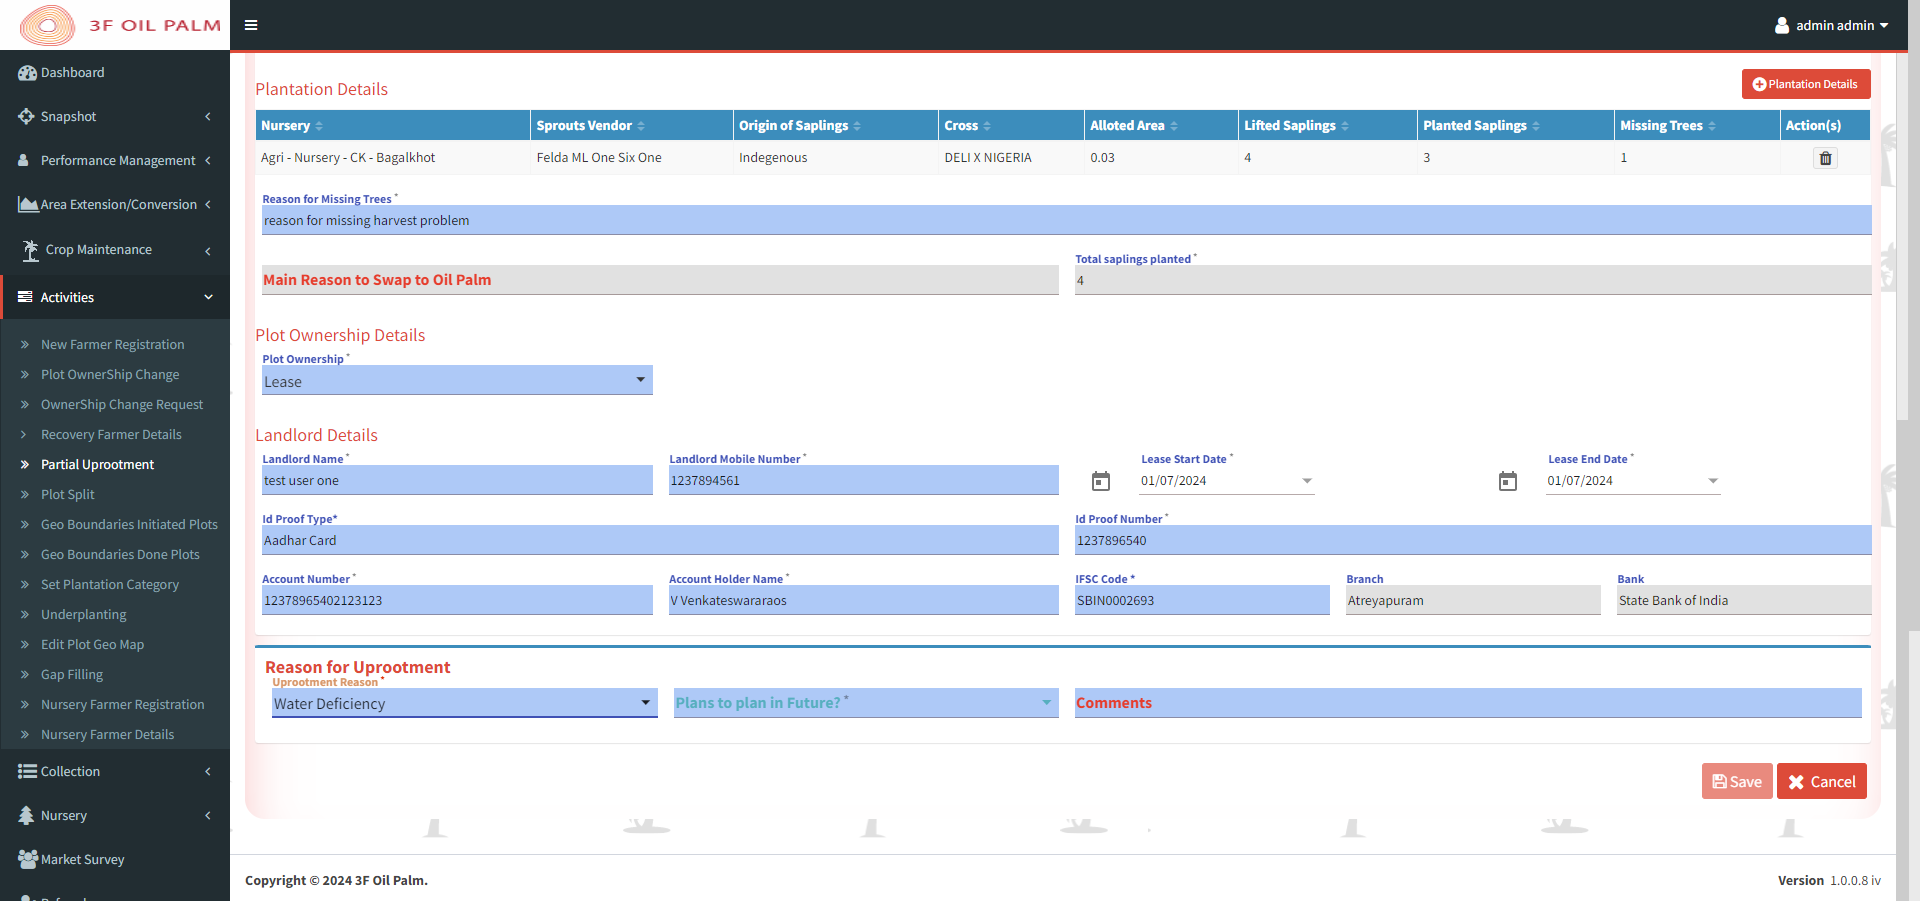 3F OIL PALM
admin admin
Dashboard
Snapshot
Performance Management
Area Extension/Conversion
Crop Maintenance
Activities
New Farmer Registration
Plot OwnerShip Change
OwnerShip Change Request
Recovery Farmer Details
Partial Uprootment
Plot Split
Geo Boundaries Initiated Plots
Geo Boundaries Done Plots
Set Plantation Category
Underplanting
Edit Plot Geo Map
Gap Filling
Nursery Farmer Registration
Nursery Farmer Details
Collection
Nursery
Market Survey
Plantation Details
Plantation Details
Nursery Sprouts Vendor Origin of Saplings Cross Alloted Area Lifted Saplings Planted Saplings Missing Trees Action(s)
Agri - Nursery - CK - Bagalkhot Felda ML One Six One Indegenous DELI X NIGERIA 0.03 4 3 1
Reason for Missing Trees *
reason for missing harvest problem
Main Reason to Swap to Oil Palm
Total saplings planted *
4
Plot Ownership Details
Plot Ownership *
Lease
Landlord Details
Landlord Name * Landlord Mobile Number * Lease Start Date * Lease End Date *
test user one 1237894561 01/07/2024 01/07/2024
Id Proof Type* Id Proof Number *
Aadhar Card 1237896540
Account Number * Account Holder Name * IFSC Code * Branch Bank
12378965402123123 V Venkateswararaos SBIN0002693 Atreyapuram State Bank of India
Reason for Uprootment
Uprootment Reason *
Water Deficiency Plans to plan in Future? * Comments
Save Cancel
Copyright © 2024 3F Oil Palm.
Version 1.0.0.8 iv